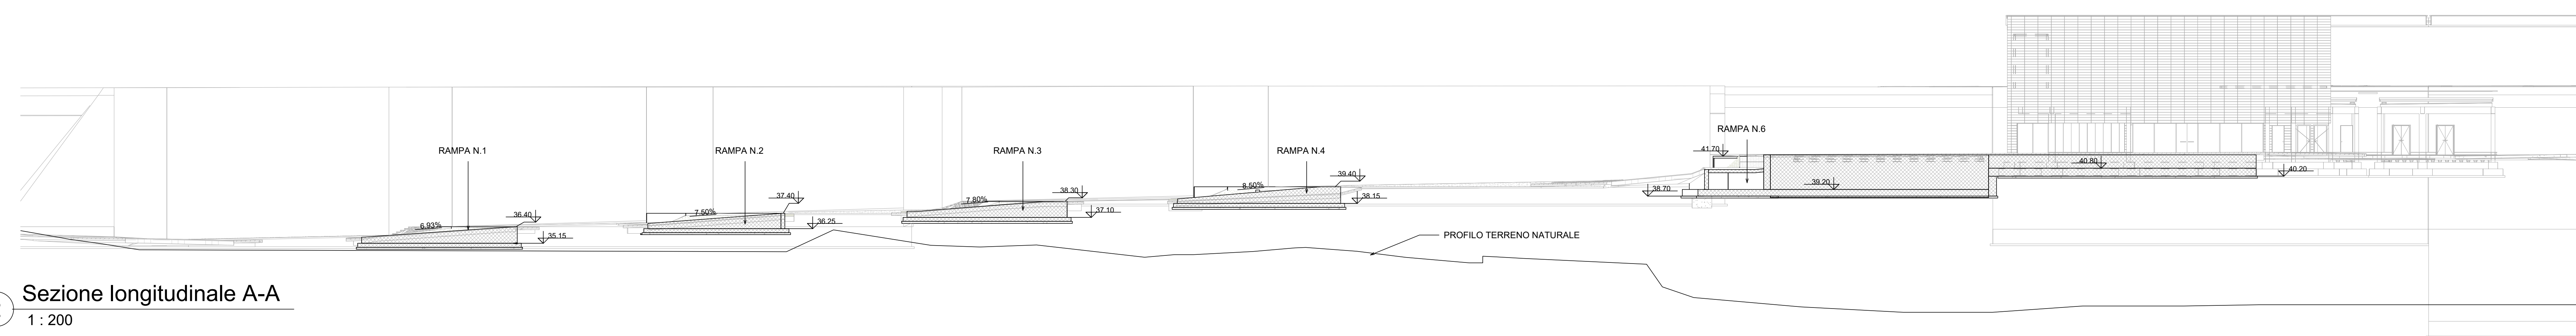 RAMPA N.1
RAMPA N.2
RAMPA N.3
RAMPA N.4
RAMPA N.6
6.93%
36.40
35.15
7.50%
37.40
36.25
7.80%
38.30
37.10
8.50%
39.40
38.15
41.70
38.70
39.20
40.80
40.20
PROFILO TERRENO NATURALE
Sezione longitudinale A-A
1 : 200